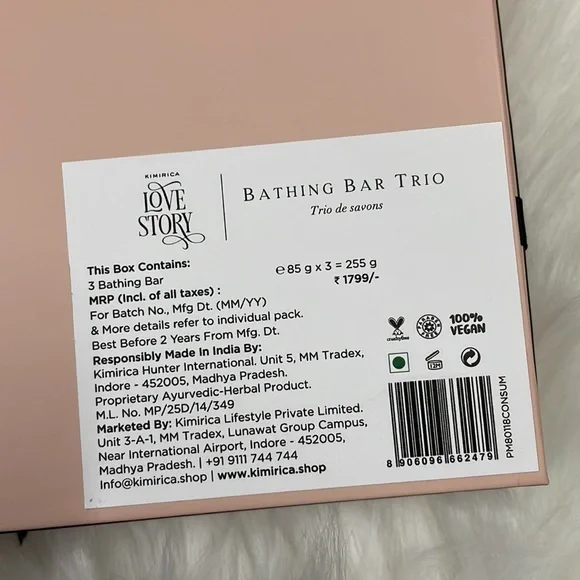 KIMIRICA
LOVE
STORY
BATHING BAR TRIO
Trio de savons
This Box Contains:
3 Bathing Bar
℮ 85 g x 3 = 255 g
MRP (Incl. of all taxes) :
₹ 1799/-
For Batch No., Mfg Dt. (MM/YY)
& More details refer to individual pack.
Best Before 2 Years From Mfg. Dt.
Responsibly Made In India By:
Kimirica Hunter International. Unit 5, MM Tradex,
Indore - 452005, Madhya Pradesh.
Proprietary Ayurvedic-Herbal Product.
M.L. No. MP/25D/14/349
Marketed By: Kimirica Lifestyle Private Limited.
Unit 3-A-1, MM Tradex, Lunawat Group Campus,
Near International Airport, Indore - 452005,
Madhya Pradesh. | +91 9111 744 744
Info@kimirica.shop | www.kimirica.shop
crueltyfree
100%
VEGAN
12M
8 906096 662479
PM8011BCONSUM